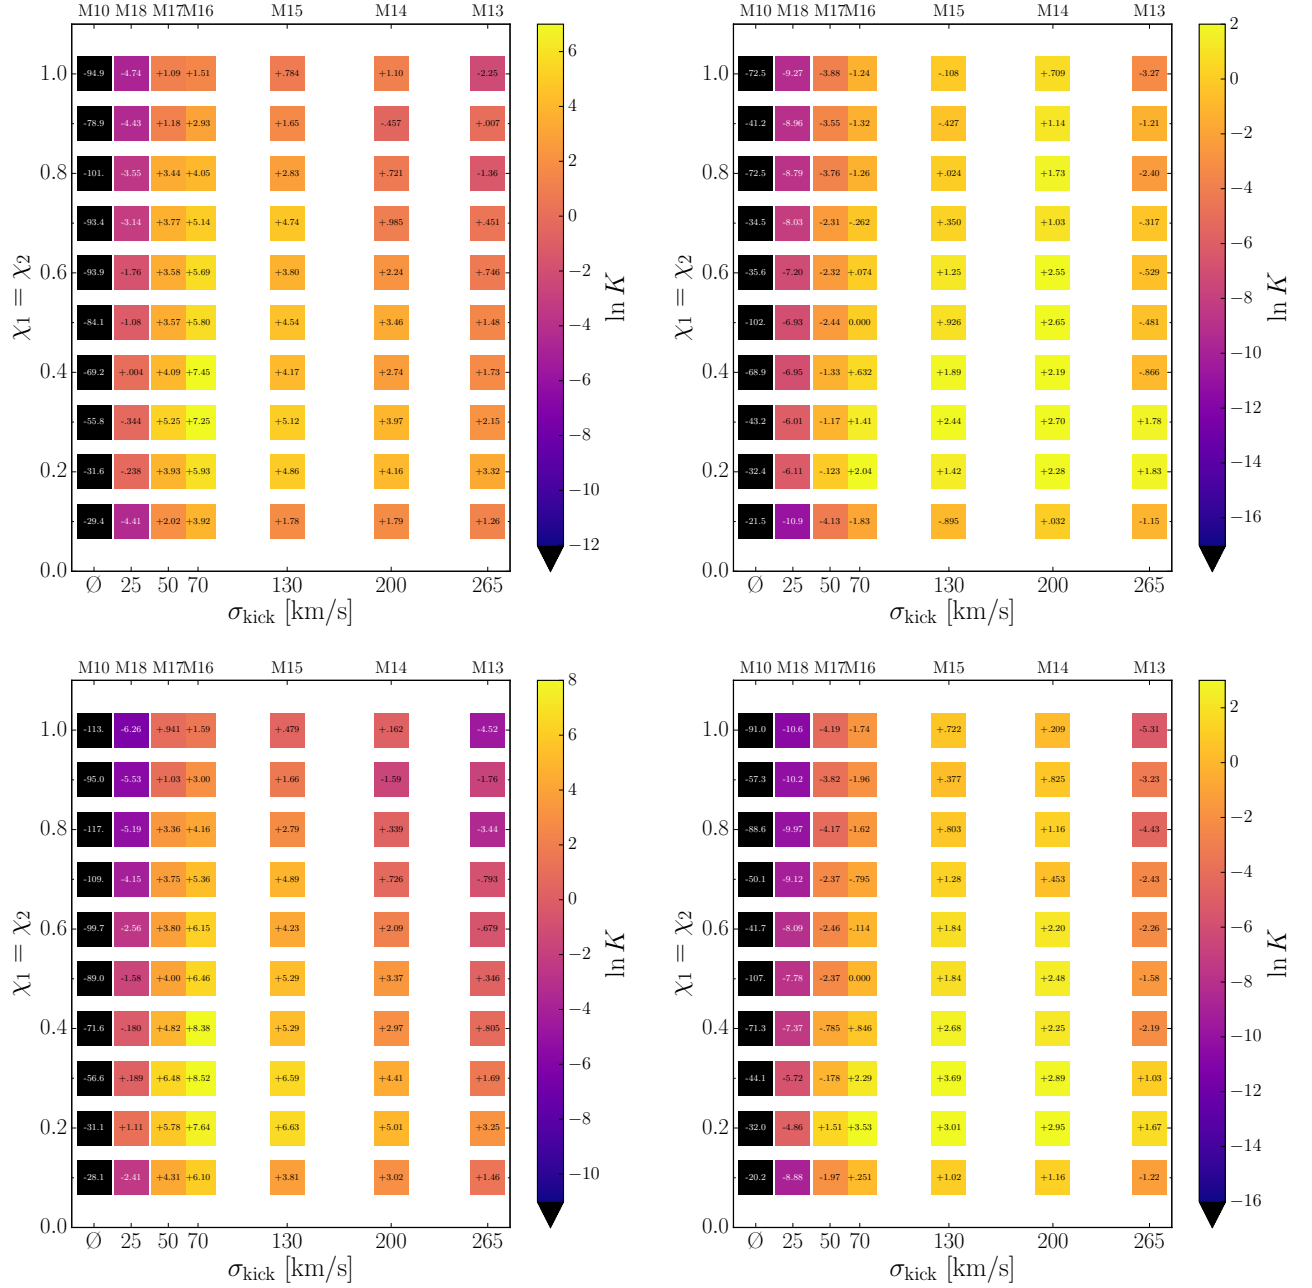 M10 M18 M17 M16 M15 M14 M13
1.0 -94.9 -4.74 +1.09 +1.51 +.784 +1.10 -2.25
-78.9 -4.43 +1.18 +2.93 +1.65 -.457 +.007
0.8 -101. -3.55 +3.44 +4.05 +2.83 +.721 -1.36
-93.4 -3.14 +3.77 +5.14 +4.74 +.985 +.451
0.6 -93.9 -1.76 +3.58 +5.69 +3.80 +2.24 +.746
-84.1 -1.08 +3.57 +5.80 +4.54 +3.46 +1.48
0.4 -69.2 +.004 +4.09 +7.45 +4.17 +2.74 +1.73
-55.8 -.344 +5.25 +7.25 +5.12 +3.97 +2.15
0.2 -31.6 -.238 +3.93 +5.93 +4.86 +4.16 +3.32
-29.4 -4.41 +2.02 +3.92 +1.78 +1.79 +1.26
0.0
Ø 25 50 70 130 200 265
σkick [km/s]
χ1 = χ2
6
4
2
0
−2
−4
−6
−8
−10
−12
ln K
M10 M18 M17 M16 M15 M14 M13
1.0 -72.5 -9.27 -3.88 -1.24 -.108 +.709 -3.27
-41.2 -8.96 -3.55 -1.32 -.427 +1.14 -1.21
0.8 -72.5 -8.79 -3.76 -1.26 +.024 +1.73 -2.40
-34.5 -8.03 -2.31 -.262 +.350 +1.03 -.317
0.6 -35.6 -7.20 -2.32 +.074 +1.25 +2.55 -.529
-102. -6.93 -2.44 0.000 +.926 +2.65 -.481
0.4 -68.9 -6.95 -1.33 +.632 +1.89 +2.19 -.866
-43.2 -6.01 -1.17 +1.41 +2.44 +2.70 +1.78
0.2 -32.4 -6.11 -.123 +2.04 +1.42 +2.28 +1.83
-21.5 -10.9 -4.13 -1.83 -.895 +.032 -1.15
0.0
Ø 25 50 70 130 200 265
σkick [km/s]
χ1 = χ2
2
0
−2
−4
−6
−8
−10
−12
−14
−16
ln K
M10 M18 M17 M16 M15 M14 M13
1.0 -113. -6.26 +.941 +1.59 +.479 +.162 -4.52
-95.0 -5.53 +1.03 +3.00 +1.66 -1.59 -1.76
0.8 -117. -5.19 +3.36 +4.16 +2.79 +.339 -3.44
-109. -4.15 +3.75 +5.36 +4.89 +.726 -.793
0.6 -99.7 -2.56 +3.80 +6.15 +4.23 +2.09 -.679
-89.0 -1.58 +4.00 +6.46 +5.29 +3.37 +.346
0.4 -71.6 -.180 +4.82 +8.38 +5.29 +2.97 +.805
-56.6 +.189 +6.48 +8.52 +6.59 +4.41 +1.69
0.2 -31.1 +1.11 +5.78 +7.64 +6.63 +5.01 +3.25
-28.1 -2.41 +4.31 +6.10 +3.81 +3.02 +1.46
0.0
Ø 25 50 70 130 200 265
σkick [km/s]
χ1 = χ2
8
6
4
2
0
−2
−4
−6
−8
−10
ln K
M10 M18 M17 M16 M15 M14 M13
1.0 -91.0 -10.6 -4.19 -1.74 +.722 +.209 -5.31
-57.3 -10.2 -3.82 -1.96 +.377 +.825 -3.23
0.8 -88.6 -9.97 -4.17 -1.62 +.803 +1.16 -4.43
-50.1 -9.12 -2.37 -.795 +1.28 +.453 -2.43
0.6 -41.7 -8.09 -2.46 -.114 +1.84 +2.20 -2.26
-107. -7.78 -2.37 0.000 +1.84 +2.48 -1.58
0.4 -71.3 -7.37 -.785 +.846 +2.68 +2.25 -2.19
-44.1 -5.72 -.178 +2.29 +3.69 +2.89 +1.03
0.2 -32.0 -4.86 +1.51 +3.53 +3.01 +2.95 +1.67
-20.2 -8.88 -1.97 +.251 +1.02 +1.16 -1.22
0.0
Ø 25 50 70 130 200 265
σkick [km/s]
χ1 = χ2
2
0
−2
−4
−6
−8
−10
−12
−14
−16
ln K